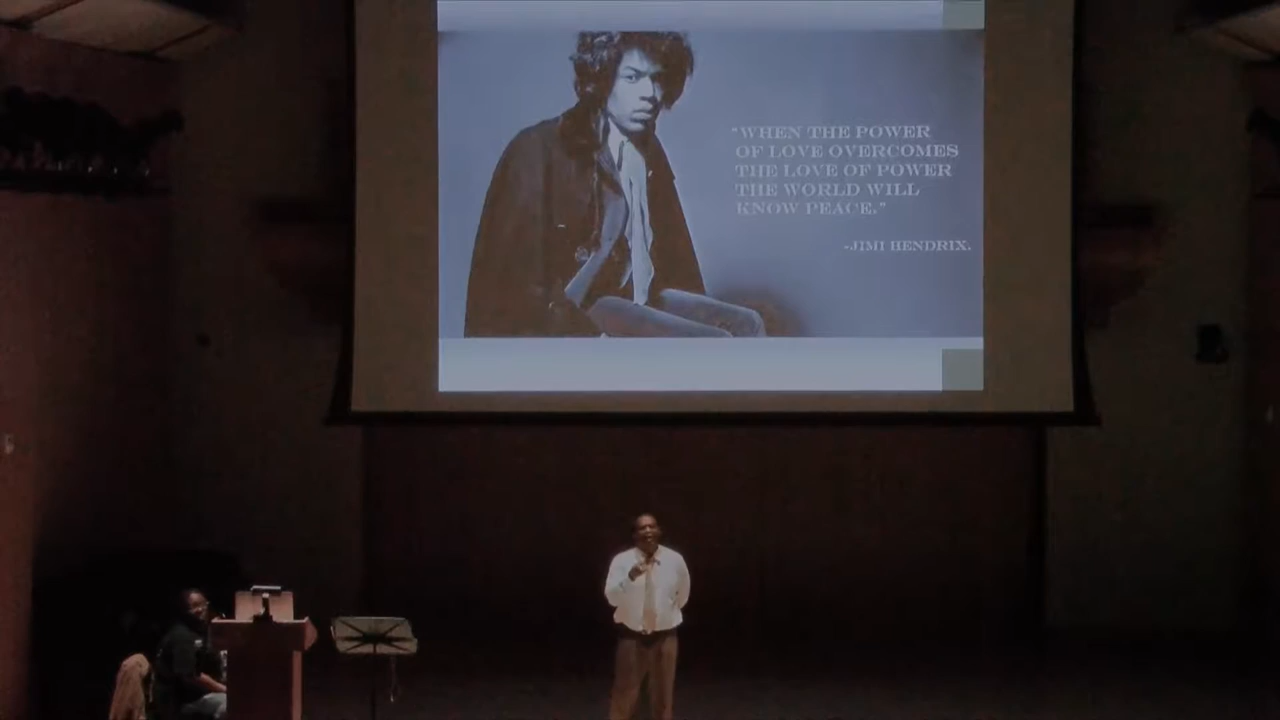 "WHEN THE POWER
OF LOVE OVERCOMES
THE LOVE OF POWER
THE WORLD WILL
KNOW PEACE."
-JIMI HENDRIX.